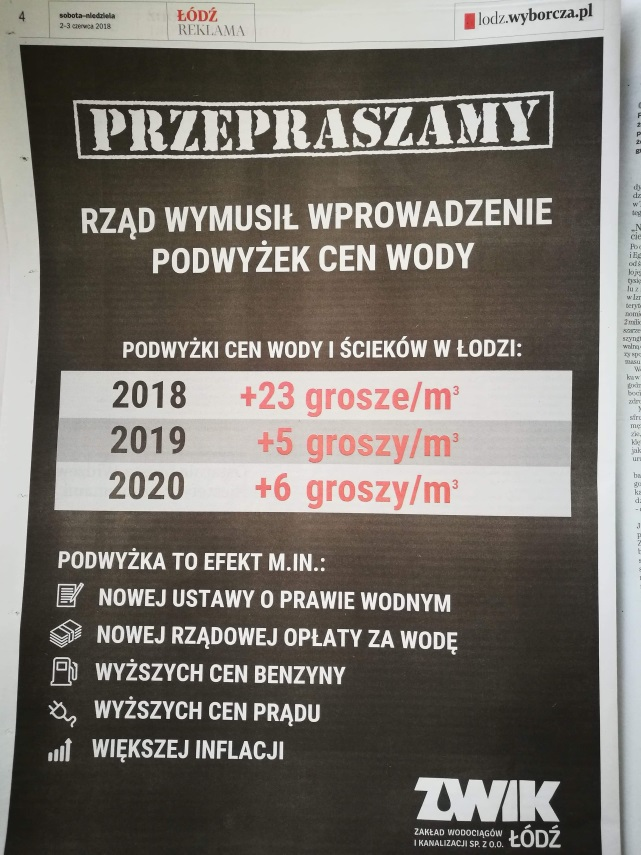 4
sobota–niedziela
2-3 czerwca 2018
ŁÓDŹ
REKLAMA
lodz.wyborcza.pl
PRZEPRASZAMY
RZĄD WYMUSIŁ WPROWADZENIE
PODWYŻEK CEN WODY
PODWYŻKI CEN WODY I ŚCIEKÓW W ŁODZI:
2018 +23 grosze/m³
2019 +5 groszy/m³
2020 +6 groszy/m³
PODWYŻKA TO EFEKT M.IN.:
NOWEJ USTAWY O PRAWIE WODNYM
NOWEJ RZĄDOWEJ OPŁATY ZA WODĘ
WYŻSZYCH CEN BENZYNY
WYŻSZYCH CEN PRĄDU
WIĘKSZEJ INFLACJI
ZWIK
ZAKŁAD WODOCIĄGÓW
I KANALIZACJI SP. Z O.O. ŁÓDŹ